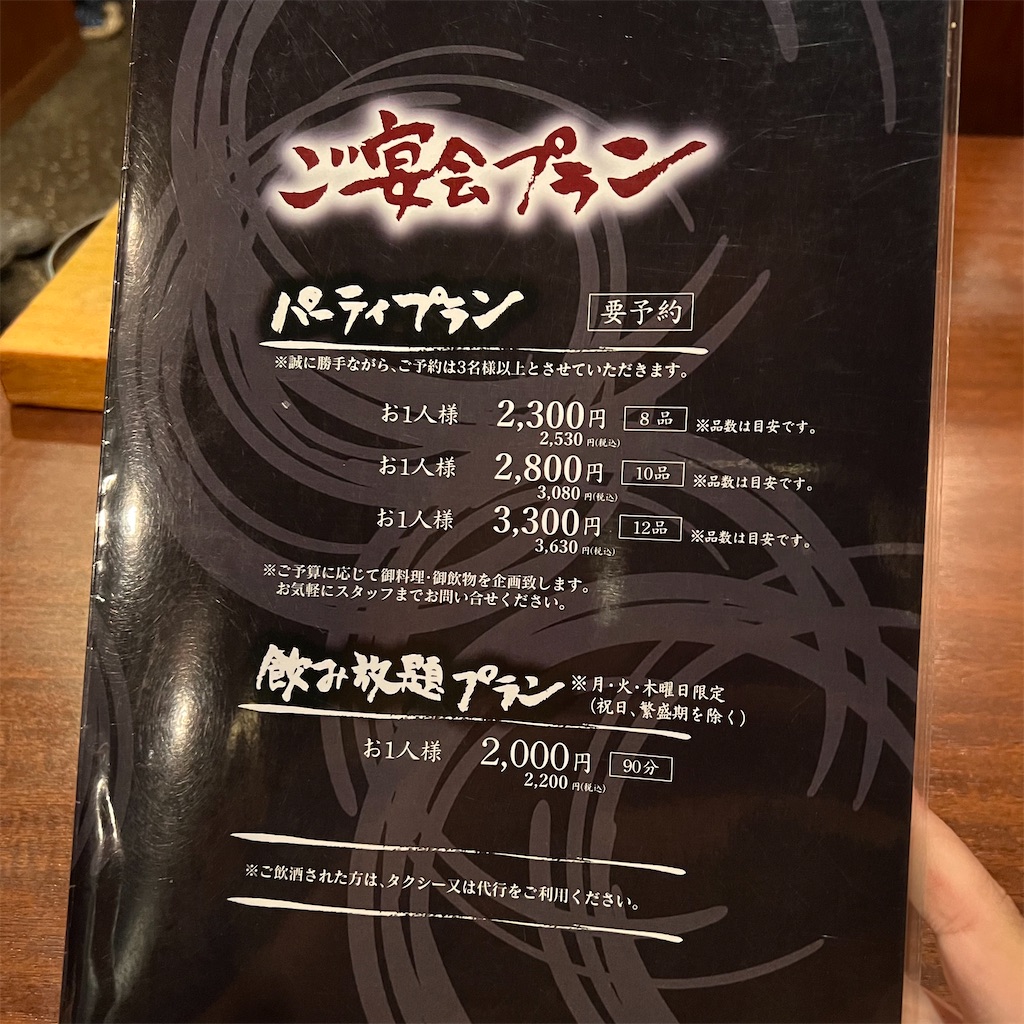 ご宴会プラン
パーティプラン 要予約
※誠に勝手ながら、ご予約は3名様以上とさせていただきます。
お1人様 2,300円 8品 ※品数は目安です。
2,530円(税込)
お1人様 2,800円 10品 ※品数は目安です。
3,080円(税込)
お1人様 3,300円 12品 ※品数は目安です。
3,630円(税込)
※ご予算に応じて御料理・御飲物を企画致します。
お気軽にスタッフまでお問い合せください。
飲み放題プラン ※月・火・木曜日限定
(祝日、繁盛期を除く)
お1人様 2,000円 90分
2,200円(税込)
※ご飲酒された方は、タクシー又は代行をご利用ください。